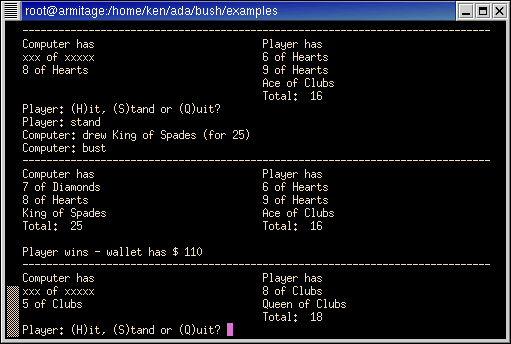 root@armitage:/home/ken/ada/bush/examples
Computer has Player has
xxx of xxxxx 6 of Hearts
8 of Hearts 9 of Hearts
Ace of Clubs
Total: 16
Player: (H)it, (S)tand or (Q)uit?
Player: stand
Computer: drew King of Spades (for 25)
Computer: bust
Computer has Player has
7 of Diamonds 6 of Hearts
8 of Hearts 9 of Hearts
King of Spades Ace of Clubs
Total: 25 Total: 16
Player wins - wallet has $ 110
Computer has Player has
xxx of xxxxx 8 of Clubs
5 of Clubs Queen of Clubs
Total: 18
Player: (H)it, (S)tand or (Q)uit?